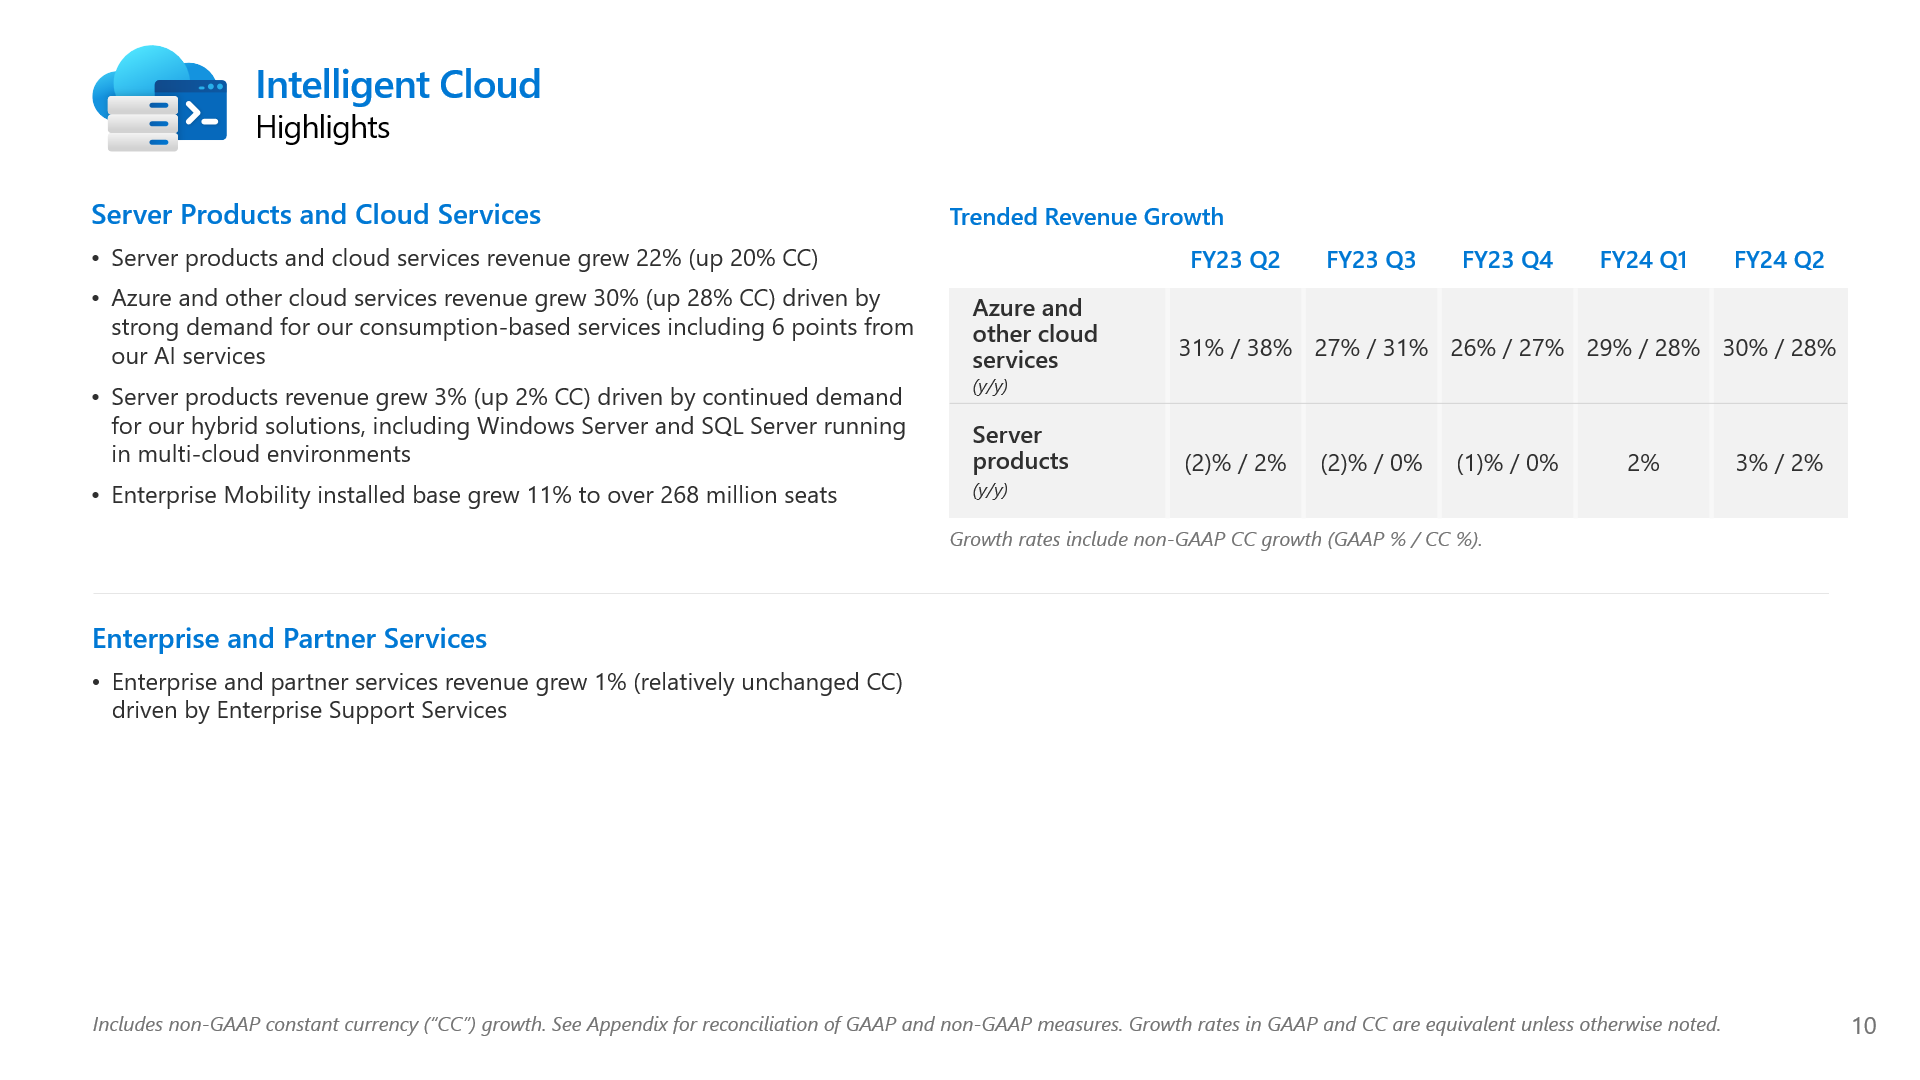 Intelligent Cloud
Highlights
Server Products and Cloud Services
• Server products and cloud services revenue grew 22% (up 20% CC)
• Azure and other cloud services revenue grew 30% (up 28% CC) driven by
strong demand for our consumption-based services including 6 points from
our AI services
• Server products revenue grew 3% (up 2% CC) driven by continued demand
for our hybrid solutions, including Windows Server and SQL Server running
in multi-cloud environments
• Enterprise Mobility installed base grew 11% to over 268 million seats
Trended Revenue Growth
FY23 Q2 FY23 Q3 FY23 Q4 FY24 Q1 FY24 Q2
Azure and
other cloud
services
(y/y)
31% / 38% 27% / 31% 26% / 27% 29% / 28% 30% / 28%
Server
products
(y/y)
(2)% / 2% (2)% / 0% (1)% / 0% 2% 3% / 2%
Growth rates include non-GAAP CC growth (GAAP % / CC %).
Enterprise and Partner Services
• Enterprise and partner services revenue grew 1% (relatively unchanged CC)
driven by Enterprise Support Services
Includes non-GAAP constant currency (“CC”) growth. See Appendix for reconciliation of GAAP and non-GAAP measures. Growth rates in GAAP and CC are equivalent unless otherwise noted.
10